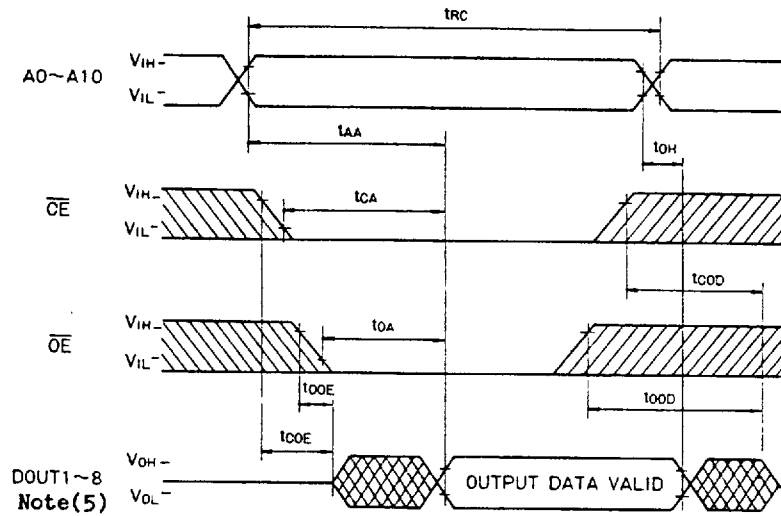 tRC
A0~A10
VIH
VIL
tAA
tOH
CE
VIH
VIL
tCA
tCOD
OE
VIH
VIL
tOA
tOOE
tOOD
tCOE
DOUT1~8
Note(5)
VOH
VOL
OUTPUT DATA VALID